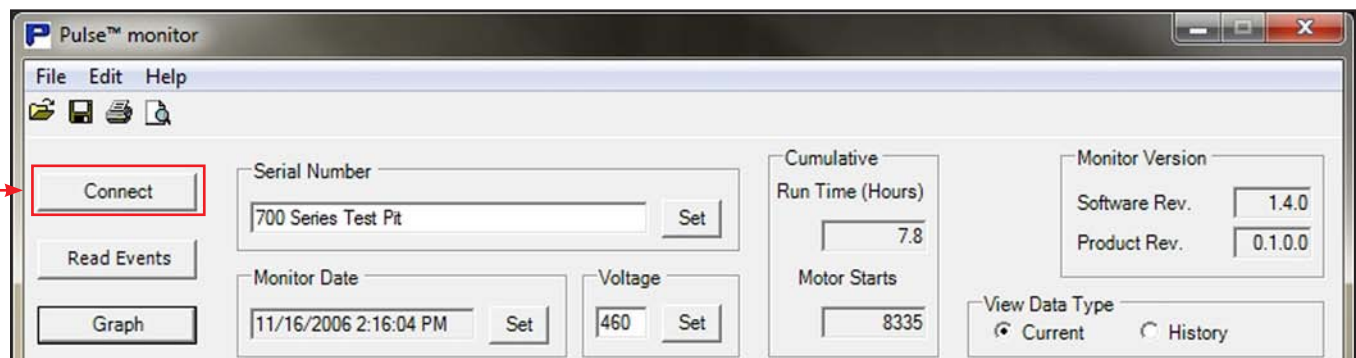 Pulse™ monitor
File Edit Help
Connect
Read Events
Graph
Serial Number
700 Series Test Pit Set
Monitor Date
11/16/2006 2:16:04 PM Set
Voltage
460 Set
Cumulative
Run Time (Hours)
7.8
Motor Starts
8335
Monitor Version
Software Rev. 1.4.0
Product Rev. 0.1.0.0
View Data Type
Current History